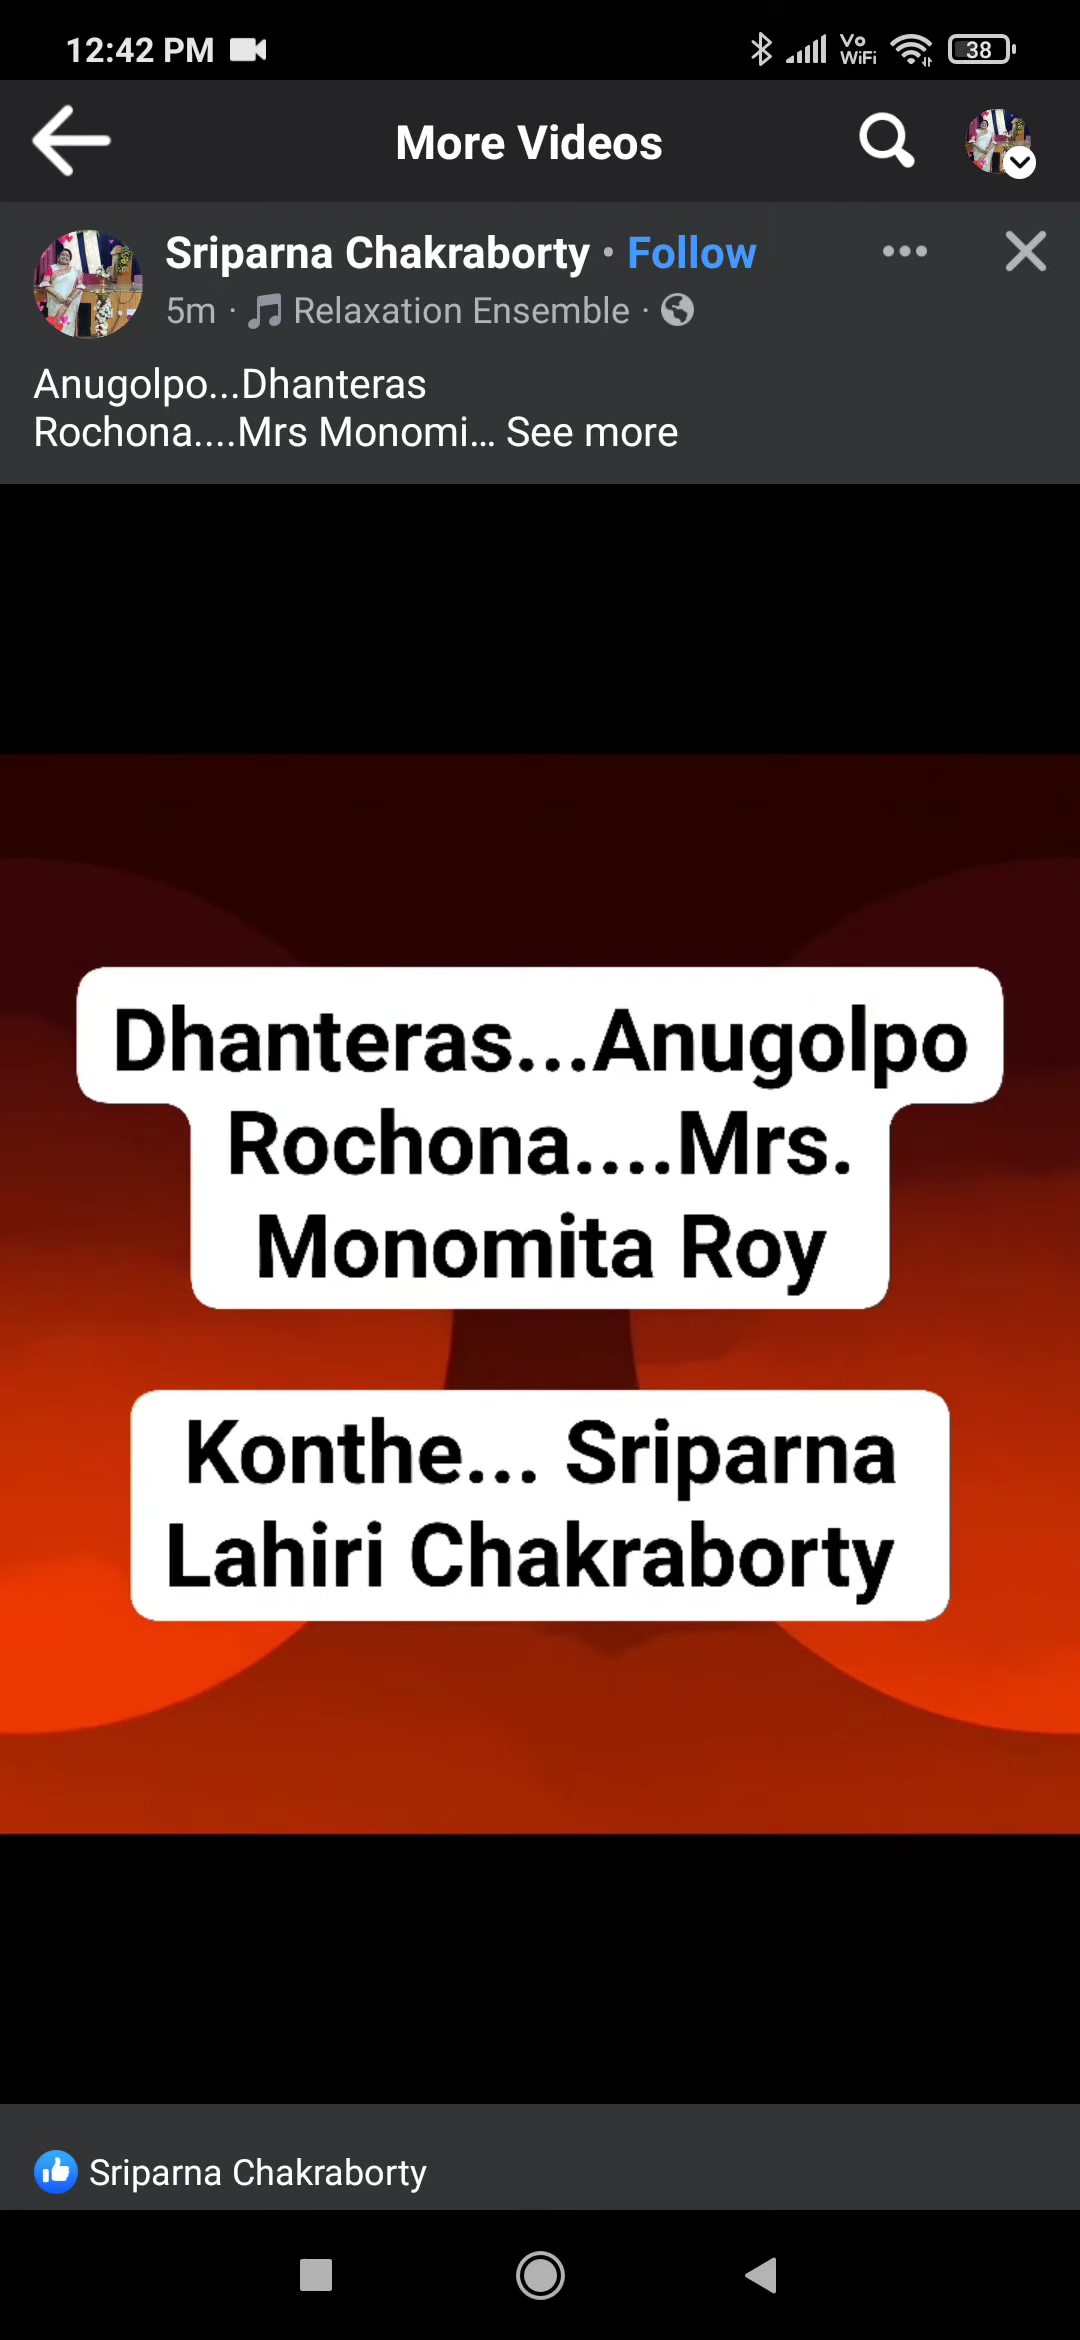 12:42 PM
Vo
WiFi
38
More Videos
Sriparna Chakraborty • Follow
5m · Relaxation Ensemble ·
Anugolpo...Dhanteras
Rochona....Mrs Monomi... See more
Dhanteras...Anugolpo
Rochona....Mrs.
Monomita Roy
Konthe... Sriparna
Lahiri Chakraborty
Sriparna Chakraborty